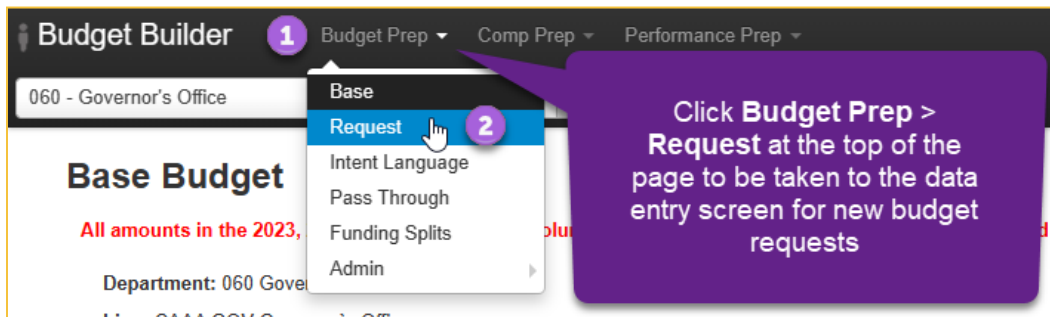 Budget Builder 1 Budget Prep Comp Prep Performance Prep
060 - Governor's Office
Base
Request 2
Intent Language
Pass Through
Funding Splits
Admin
Click Budget Prep >
Request at the top of the
page to be taken to the data
entry screen for new budget
requests
Base Budget
All amounts in the 2023,
Department: 060